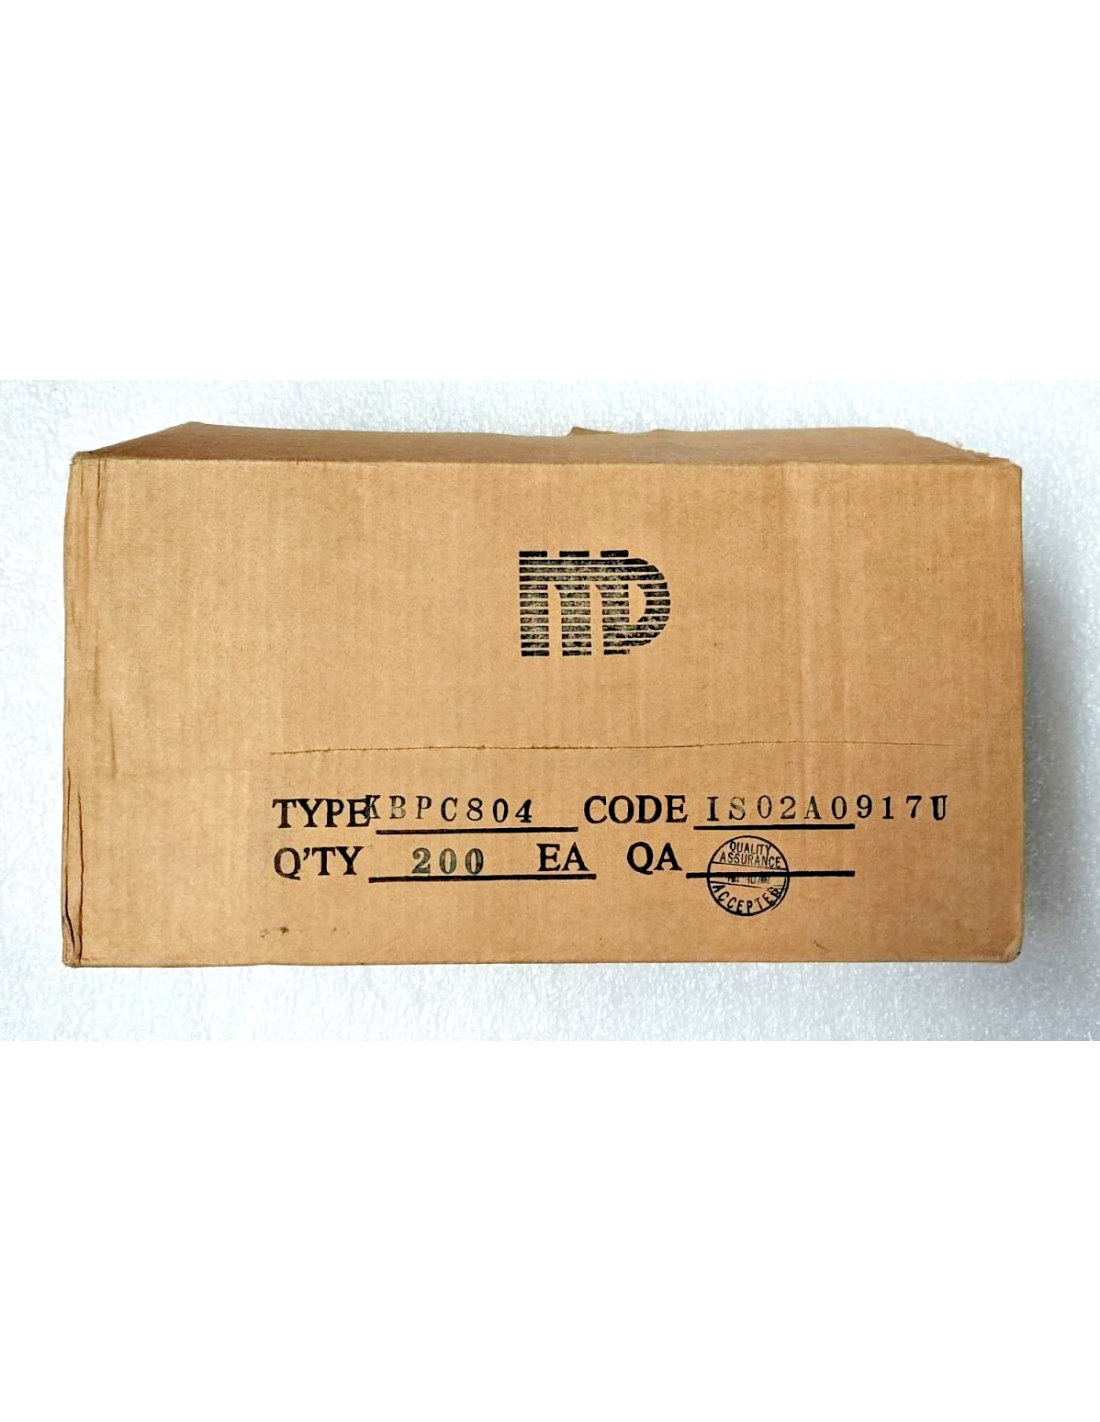 TYPE KBPC804 CODE IS02A0917U
Q'TY 200 EA QA
QUALITY
ASSURANCE
ACCEPTED